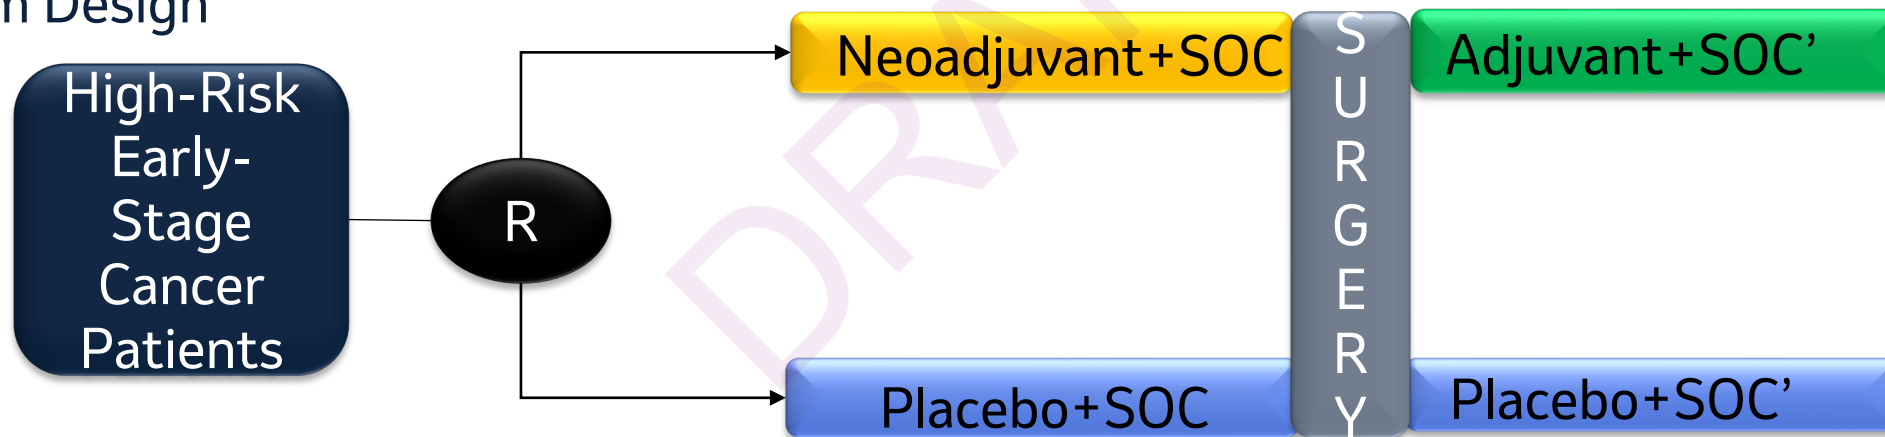 Design
High-Risk
Early-
Stage
Cancer
Patients
R
Neoadjuvant+SOC
Placebo+SOC
S
U
R
G
E
R
Y
Adjuvant+SOC’
Placebo+SOC’